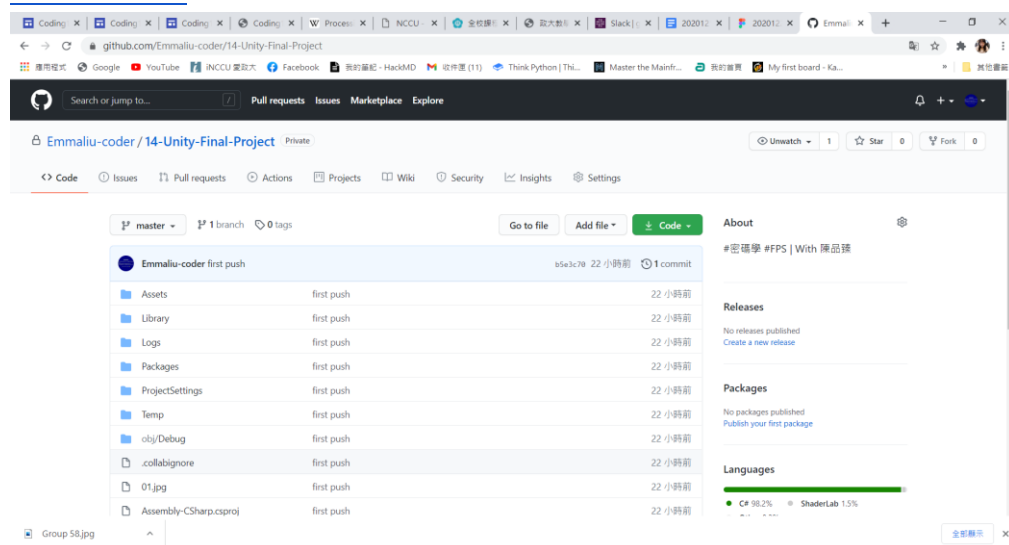 Coding
Coding
Coding
Coding
Process
NCCU -
全校課
政大數
Slack | g
202012
202012
Emmali
github.com/Emmaliu-coder/14-Unity-Final-Project
應用程式
Google
YouTube
iNCCU 愛政大
Facebook
我的筆記 - HackMD
收件匣 (11)
Think Python | Thi...
Master the Mainfr...
我的首頁
My first board - Ka...
»
其他書籤
Search or jump to...
/
Pull requests Issues Marketplace Explore
Emmaliu-coder / 14-Unity-Final-Project Private
Unwatch 1
Star 0
Fork 0
<> Code
Issues
Pull requests
Actions
Projects
Wiki
Security
Insights
Settings
master
1 branch
0 tags
Go to file
Add file
Code
Emmaliu-coder first push b5e3c70 22 小時前 1 commit
Assets first push 22 小時前
Library first push 22 小時前
Logs first push 22 小時前
Packages first push 22 小時前
ProjectSettings first push 22 小時前
Temp first push 22 小時前
obj/Debug first push 22 小時前
.collabignore first push 22 小時前
01.jpg first push 22 小時前
Assembly-CSharp.csproj first push 22 小時前
About
#密碼學 #FPS | With 陳品臻
Releases
No releases published
Create a new release
Packages
No packages published
Publish your first package
Languages
C# 98.2% ShaderLab 1.5%
Group 58.jpg
全部顯示